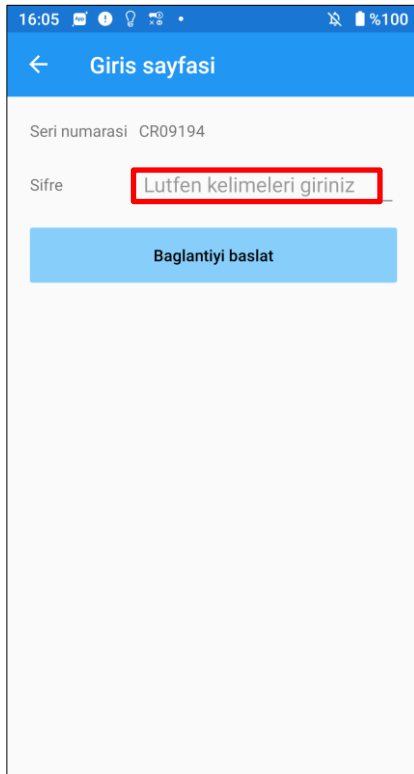 16:05 %100
Giris sayfasi
Seri numarasi CR09194
Sifre Lutfen kelimeleri giriniz
Baglantiyi baslat